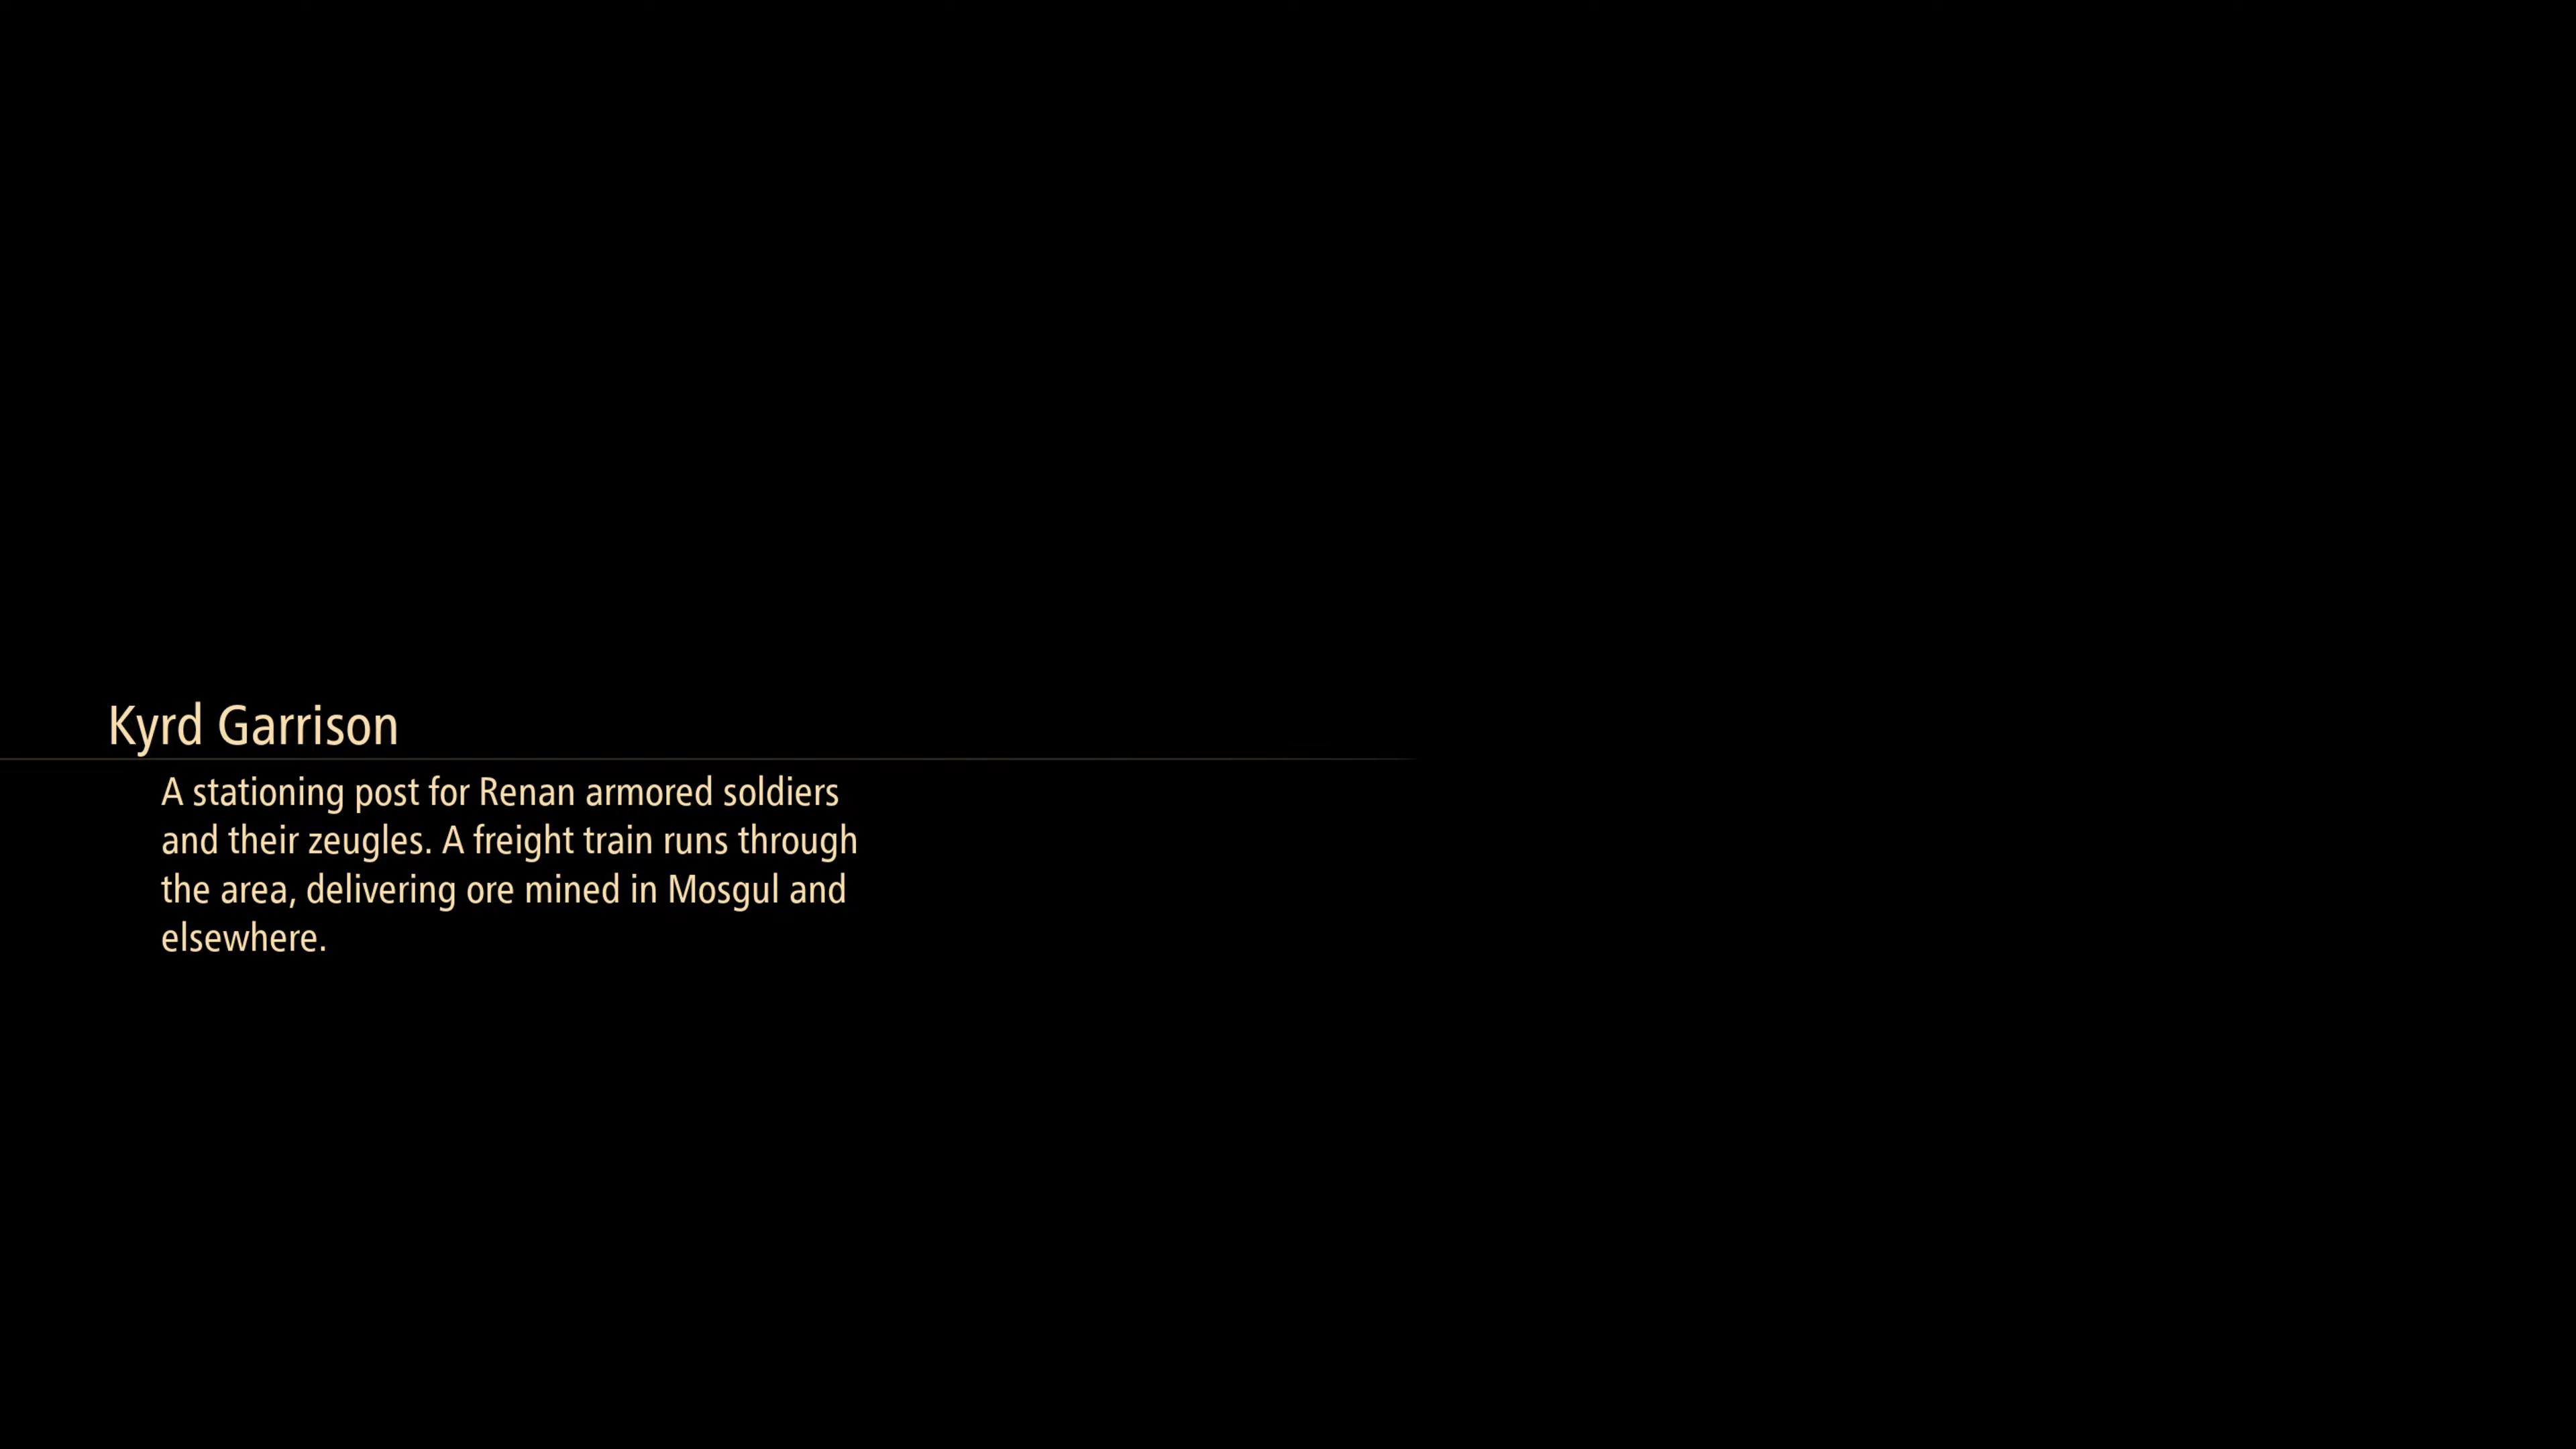 Kyrd Garrison
A stationing post for Renan armored soldiers
and their zeugles. A freight train runs through
the area, delivering ore mined in Mosgul and
elsewhere.